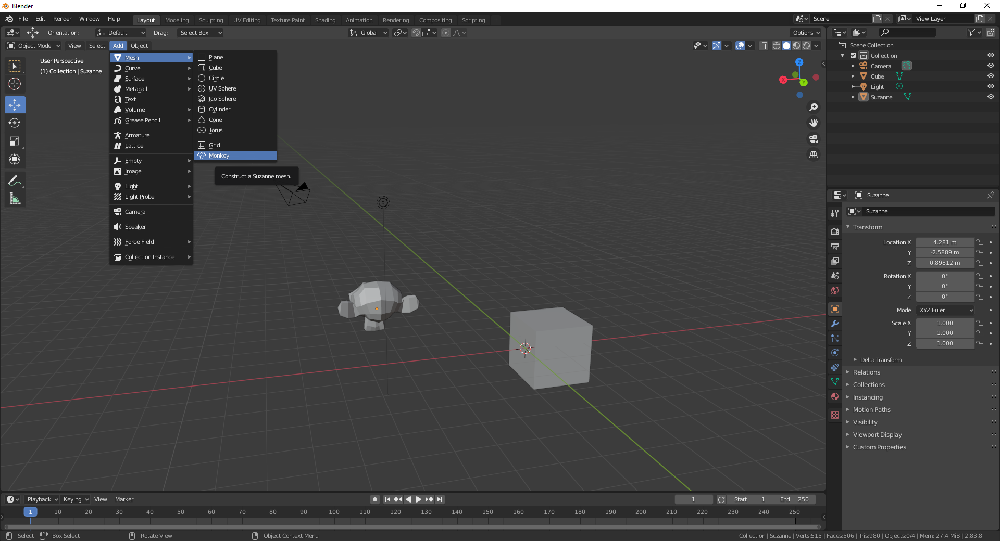 Blender
File Edit Render Window Help Layout Modeling Sculpting UV Editing Texture Paint Shading Animation Rendering Compositing Scripting + Scene View Layer
Orientation: Default Drag: Select Box Global Options
Object Mode View Select Add Object
User Perspective
(1) Collection | Suzanne
Mesh
Curve
Surface
Metaball
Text
Volume
Grease Pencil
Armature
Lattice
Empty
Image
Light
Light Probe
Camera
Speaker
Force Field
Collection Instance
Plane
Cube
Circle
UV Sphere
Ico Sphere
Cylinder
Cone
Torus
Grid
Monkey
Construct a Suzanne mesh.
Z
X
Y
Scene Collection
Collection
Camera
Cube
Light
Suzanne
Suzanne
Suzanne
Transform
Location X 4.281 m
Y -2.5889 m
Z 0.89812 m
Rotation X 0°
Y 0°
Z 0°
Mode XYZ Euler
Scale X 1.000
Y 1.000
Z 1.000
Delta Transform
Relations
Collections
Instancing
Motion Paths
Visibility
Viewport Display
Custom Properties
Playback Keying View Marker 1 Start 1 End 250
1 10 20 30 40 50 60 70 80 90 100 110 120 130 140 150 160 170 180 190 200 210 220 230 240 250
Select Box Select Rotate View Object Context Menu Collection | Suzanne | Verts:515 | Faces:506 | Tris:980 | Objects:0/4 | Mem: 27.4 MiB | 2.83.8